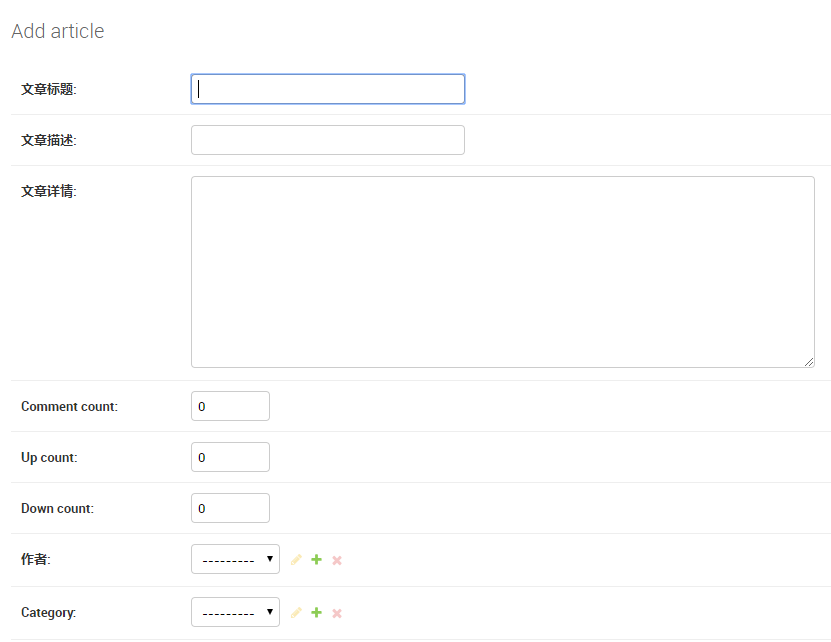 Add article
文章标题:
文章描述:
文章详情:
Comment count: 0
Up count: 0
Down count: 0
作者: ---------
Category: ---------